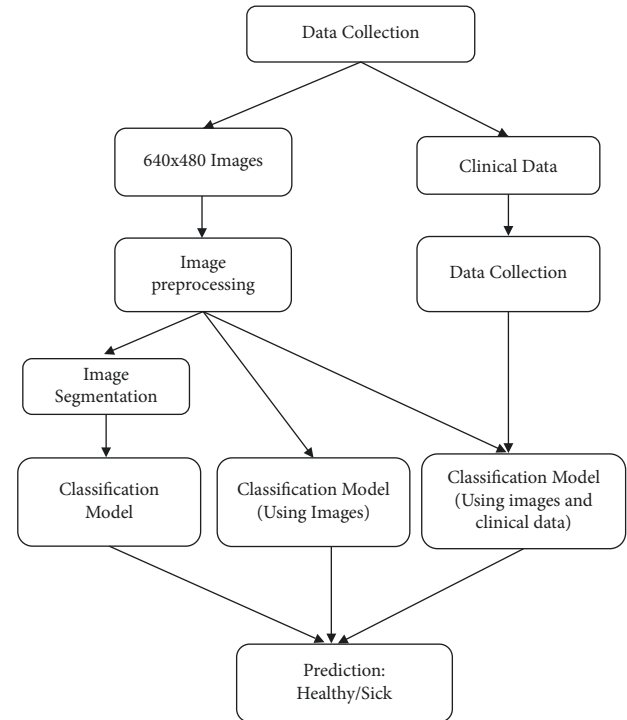 Data Collection
640x480 Images
Clinical Data
Image
preprocessing
Data Collection
Image
Segmentation
Classification
Model
Classification Model
(Using Images)
Classification Model
(Using images and
clinical data)
Prediction:
Healthy/Sick